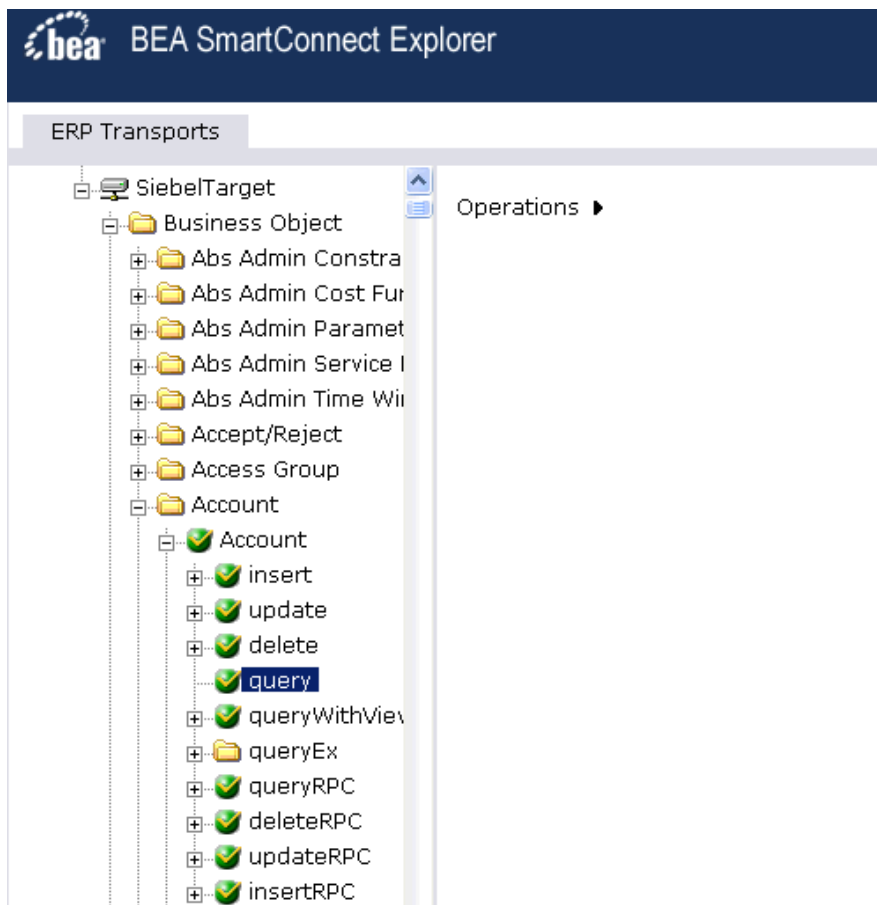 bea BEA SmartConnect Explorer
ERP Transports
SiebelTarget
Operations
Business Object
Abs Admin Constra
Abs Admin Cost Fur
Abs Admin Paramet
Abs Admin Service
Abs Admin Time Wi
Accept/Reject
Access Group
Account
Account
insert
update
delete
query
queryWithView
queryEx
queryRPC
deleteRPC
updateRPC
insertRPC